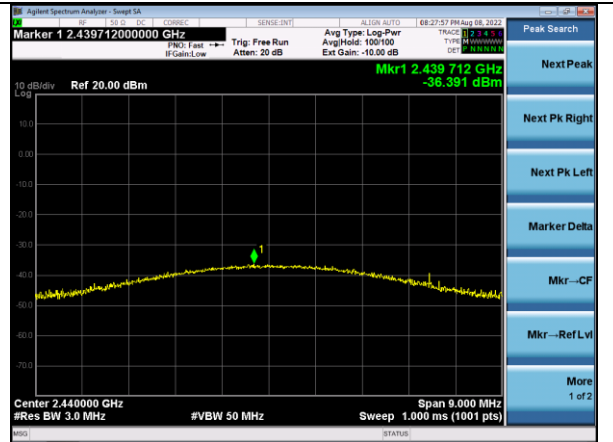 Agilent Spectrum Analyzer - Swept SA
RF 50 Ω DC CORREC SENSE:INT ALIGN AUTO 08:27:57 PM Aug 08, 2022
Marker 1 2.439712000000 GHz
PNO: Fast
IFGain:Low
Trig: Free Run
Atten: 20 dB
Avg Type: Log-Pwr
Avg|Hold: 100/100
Ext Gain: -10.00 dB
TRACE 1 2 3 4 5 6
TYPE M WWWWW
DET P N N N N N
Peak Search
Mkr1 2.439 712 GHz
-36.391 dBm
10 dB/div Ref 20.00 dBm
Log
10.0
0.00
-10.0
-20.0
-30.0
-40.0
-50.0
-60.0
-70.0
1
Center 2.440000 GHz Span 9.000 MHz
#Res BW 3.0 MHz #VBW 50 MHz Sweep 1.000 ms (1001 pts)
MSG STATUS
Next Peak
Next Pk Right
Next Pk Left
Marker Delta
Mkr→CF
Mkr→Ref Lvl
More
1 of 2